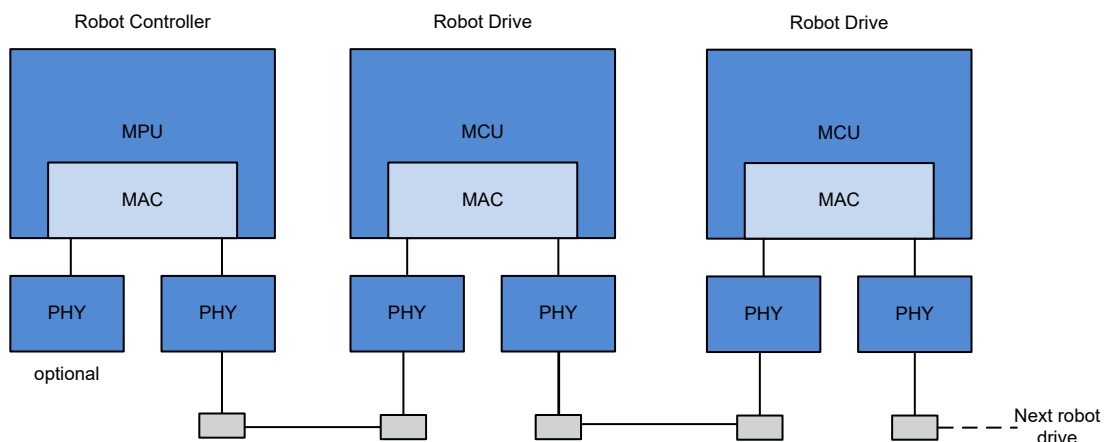 Robot Controller
Robot Drive
Robot Drive
MPU
MCU
MCU
MAC
MAC
MAC
PHY
PHY
PHY
PHY
PHY
PHY
optional
Next robot
drive